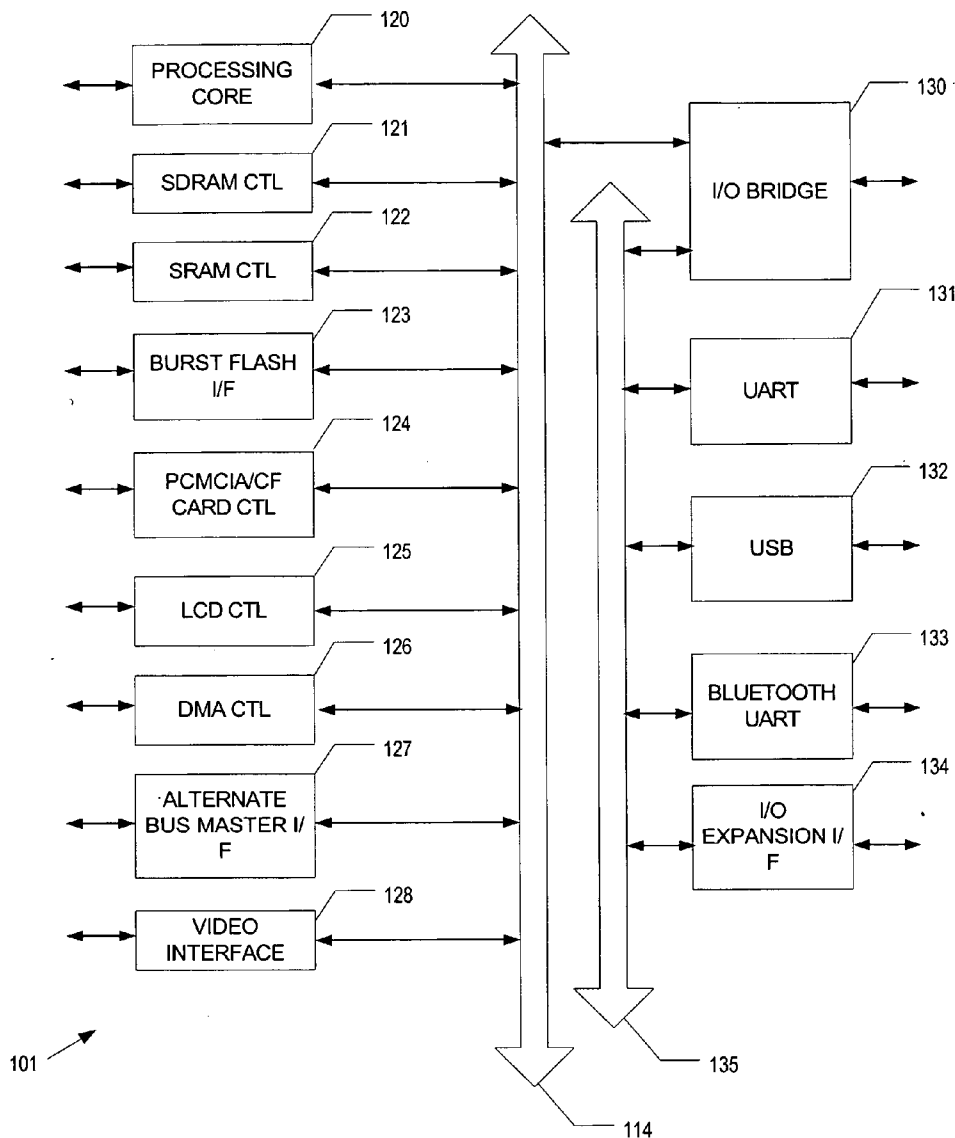 120
PROCESSING
CORE
121
SDRAM CTL
122
SRAM CTL
123
BURST FLASH
I/F
124
PCMCIA/CF
CARD CTL
125
LCD CTL
126
DMA CTL
127
ALTERNATE
BUS MASTER I/
F
128
VIDEO
INTERFACE
101
130
I/O BRIDGE
131
UART
132
USB
133
BLUETOOTH
UART
134
I/O
EXPANSION I/
F
135
114